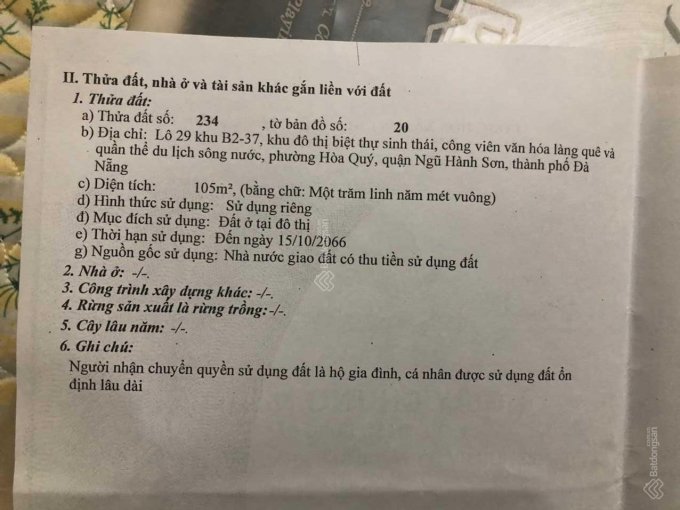 II. Thửa đất, nhà ở và tài sản khác gắn liền với đất
1. Thửa đất:
a) Thửa đất số: 234 , tờ bản đồ số: 20
b) Địa chỉ: Lô 29 khu B2-37, khu đô thị biệt thự sinh thái, công viên văn hóa làng quê và
quần thể du lịch sông nước, phường Hòa Quý, quận Ngũ Hành Sơn, thành phố Đà
Nẵng
c) Diện tích: 105m², (bằng chữ: Một trăm linh năm mét vuông)
d) Hình thức sử dụng: Sử dụng riêng
đ) Mục đích sử dụng: Đất ở tại đô thị
e) Thời hạn sử dụng: Đến ngày 15/10/2066
g) Nguồn gốc sử dụng: Nhà nước giao đất có thu tiền sử dụng đất
2. Nhà ở: -/-.
3. Công trình xây dựng khác: -/-.
4. Rừng sản xuất là rừng trồng: -/-.
5. Cây lâu năm: -/-.
6. Ghi chú:
Người nhận chuyển quyền sử dụng đất là hộ gia đình, cá nhân được sử dụng đất ổn
định lâu dài
Batdongsan
.com.vn